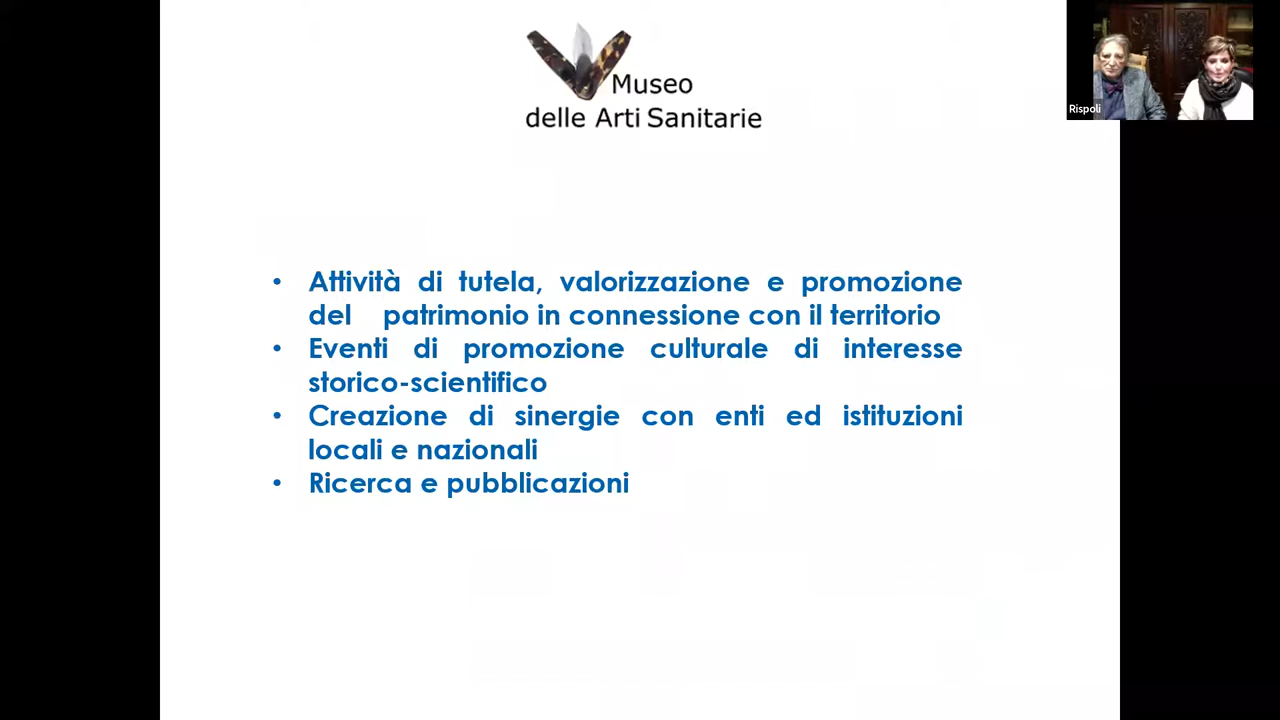 Museo
delle Arti Sanitarie
Rispoli
• Attività di tutela, valorizzazione e promozione
del patrimonio in connessione con il territorio
• Eventi di promozione culturale di interesse
storico-scientifico
• Creazione di sinergie con enti ed istituzioni
locali e nazionali
• Ricerca e pubblicazioni